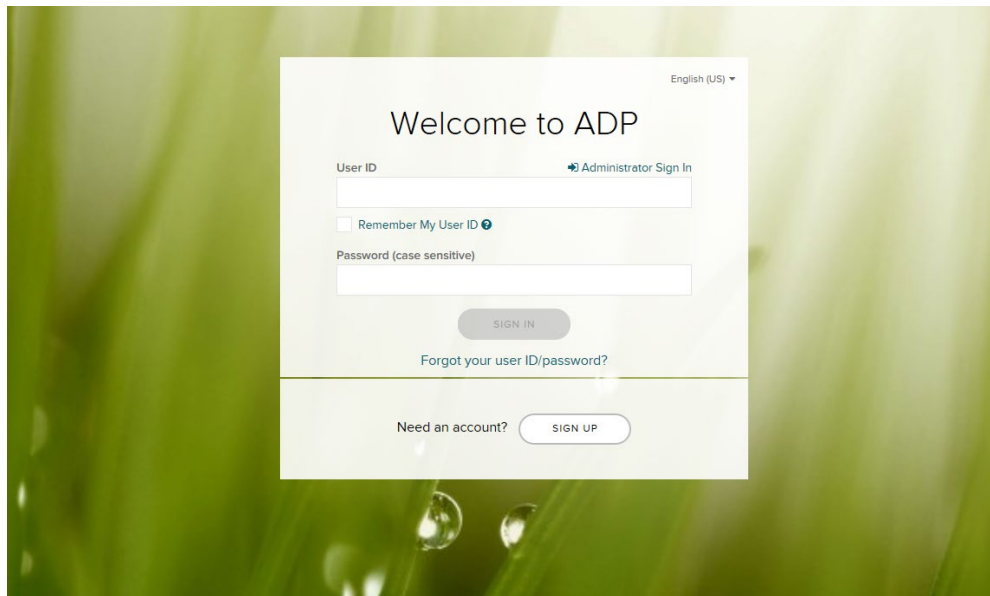 English (US)
Welcome to ADP
User ID
Administrator Sign In
Remember My User ID
Password (case sensitive)
SIGN IN
Forgot your user ID/password?
Need an account?
SIGN UP